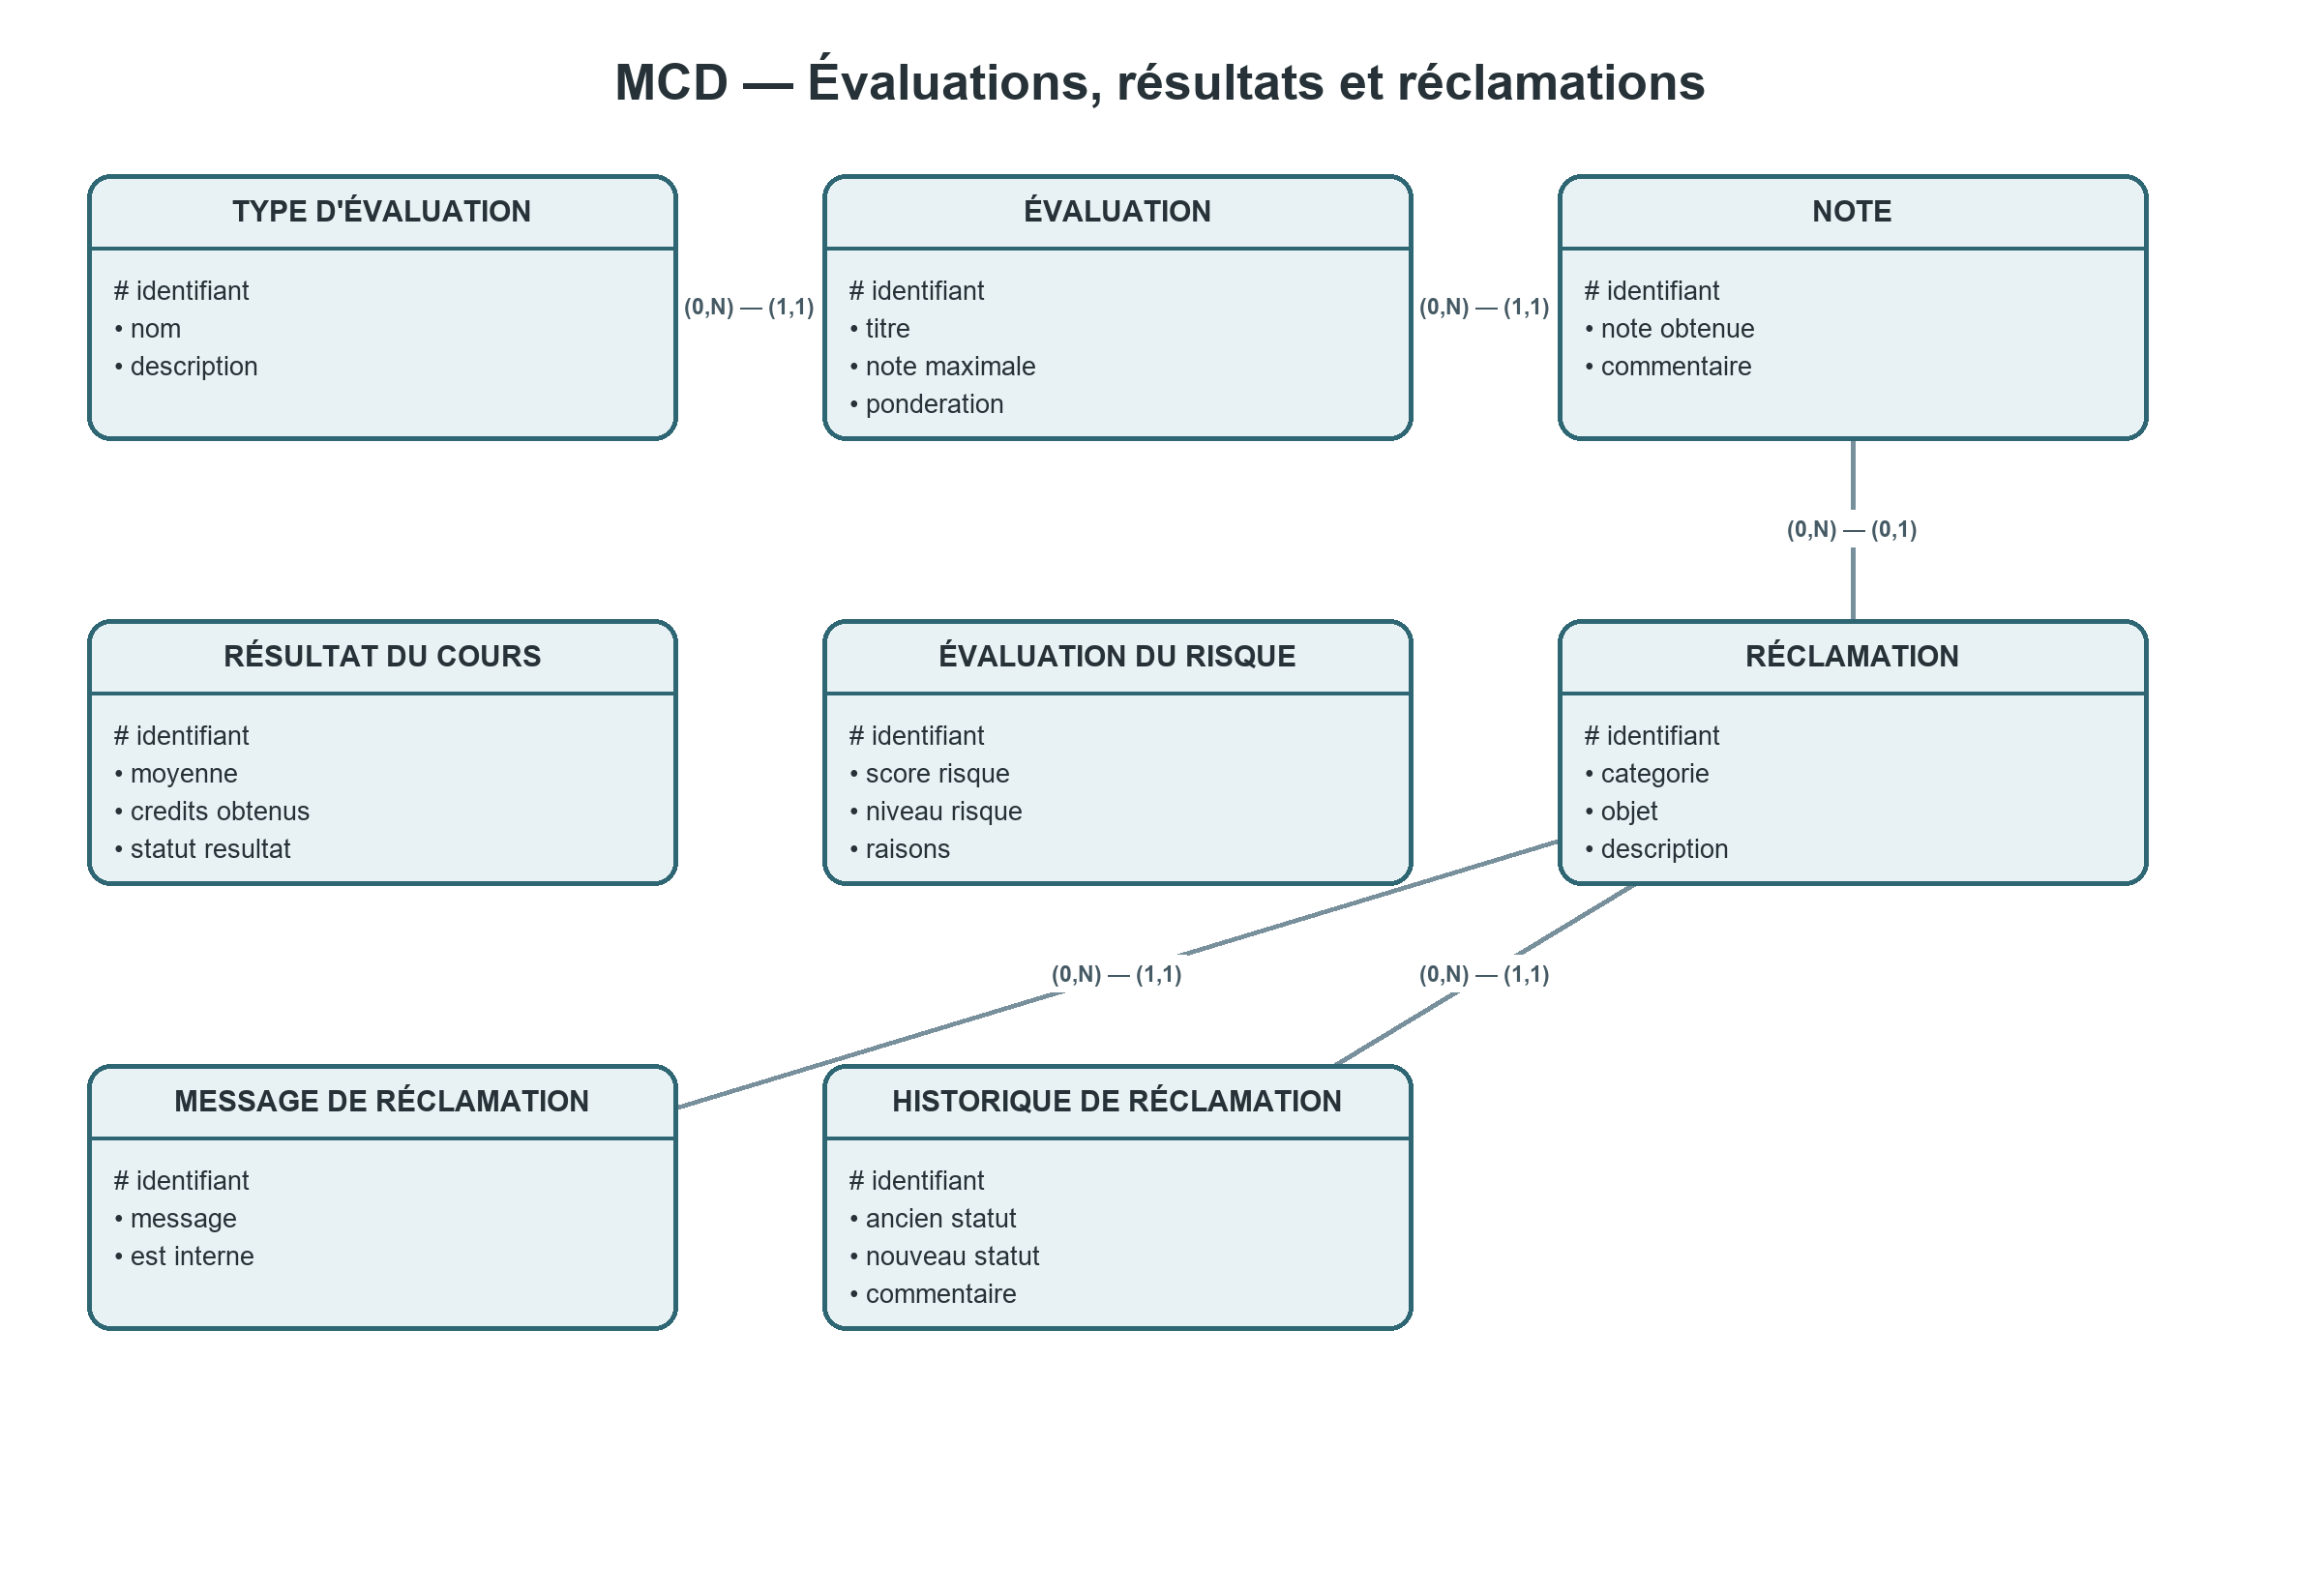 MCD — Évaluations, résultats et réclamations
TYPE D'ÉVALUATION
# identifiant
• nom
• description
(0,N) — (1,1)
ÉVALUATION
# identifiant
• titre
• note maximale
• ponderation
(0,N) — (1,1)
NOTE
# identifiant
• note obtenue
• commentaire
(0,N) — (0,1)
RÉSULTAT DU COURS
# identifiant
• moyenne
• credits obtenus
• statut resultat
ÉVALUATION DU RISQUE
# identifiant
• score risque
• niveau risque
• raisons
RÉCLAMATION
# identifiant
• categorie
• objet
• description
(0,N) — (1,1)
(0,N) — (1,1)
MESSAGE DE RÉCLAMATION
# identifiant
• message
• est interne
HISTORIQUE DE RÉCLAMATION
# identifiant
• ancien statut
• nouveau statut
• commentaire